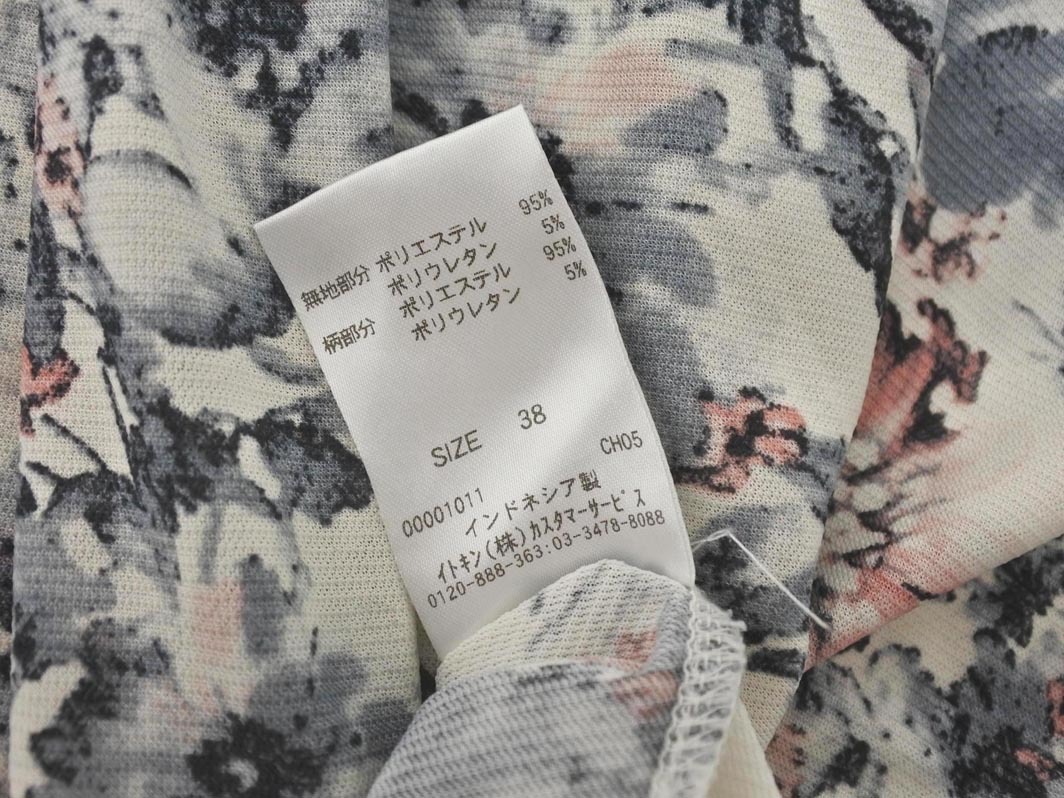 無地部分 ポリエステル 95%
ポリウレタン 5%
柄部分 ポリエステル 95%
ポリウレタン 5%
SIZE 38
CH05
00001011
インドネシア製
イトキン(株)カスタマーサービス
0120-888-363:03-3478-8088